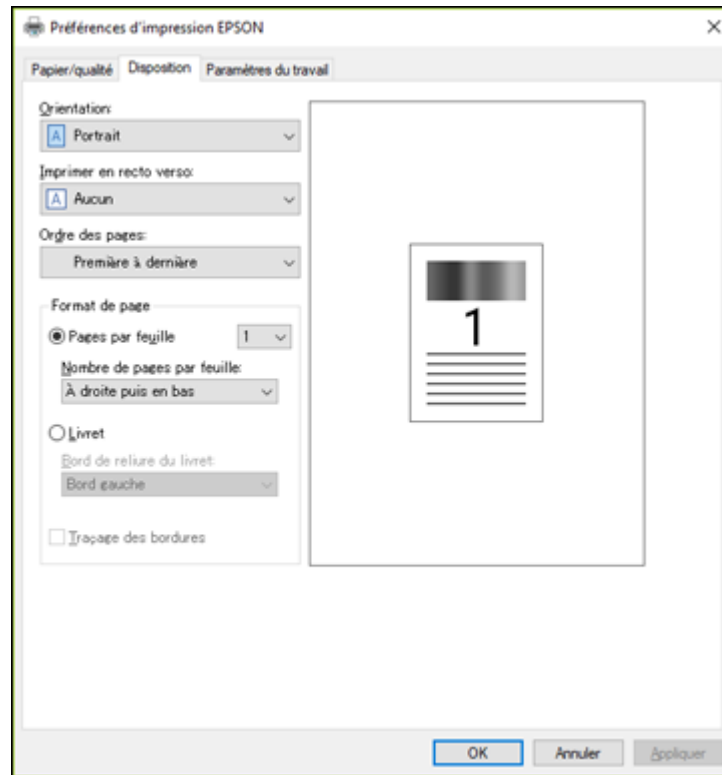 Préférences d'impression EPSON
Papier/qualité Disposition Paramètres du travail
Orientation:
A Portrait
Imprimer en recto verso:
A Aucun
Ordre des pages:
Première à dernière
Format de page
Pages par feuille 1
Nombre de pages par feuille:
À droite puis en bas
Livret
Bord de reliure du livret:
Bord gauche
Traçage des bordures
1
OK Annuler Appliquer